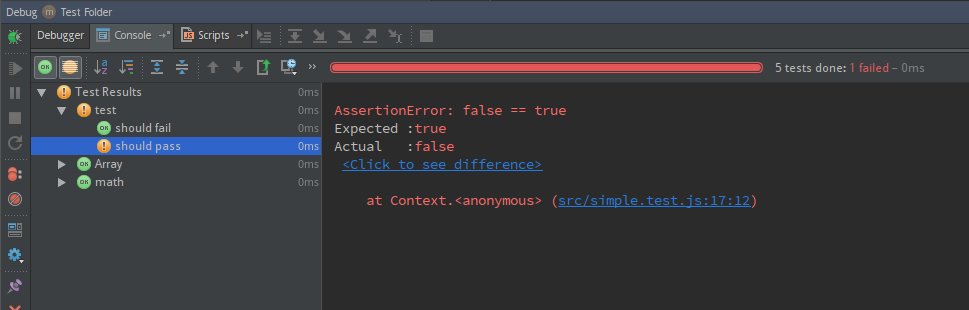 Debug m Test Folder
Debugger Console Scripts
OK »
5 tests done: 1 failed – 0ms
Test Results 0ms
test 0ms
OK should fail 0ms
should pass 0ms
OK Array 0ms
OK math 0ms
AssertionError: false == true
Expected :true
Actual :false
<Click to see difference>
at Context.<anonymous> (src/simple.test.js:17:12)